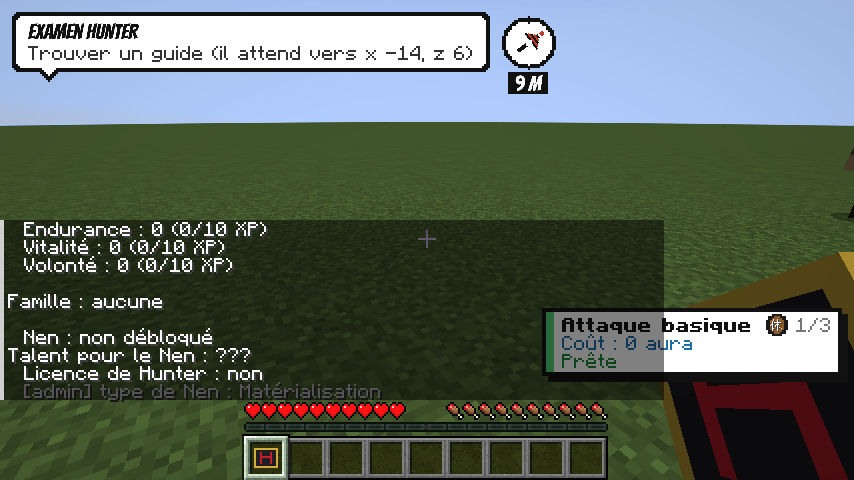 EXAMEN HUNTER
Trouver un guide (il attend vers x -14, z 6)
9 M
Endurance : 0 (0/10 XP)
Vitalité : 0 (0/10 XP)
Volonté : 0 (0/10 XP)
Famille : aucune
Nen : non débloqué
Talent pour le Nen : ???
Licence de Hunter : non
[admin] type de Nen : Matérialisation
Attaque basique 1/3
Coût : 0 aura
Prête
H